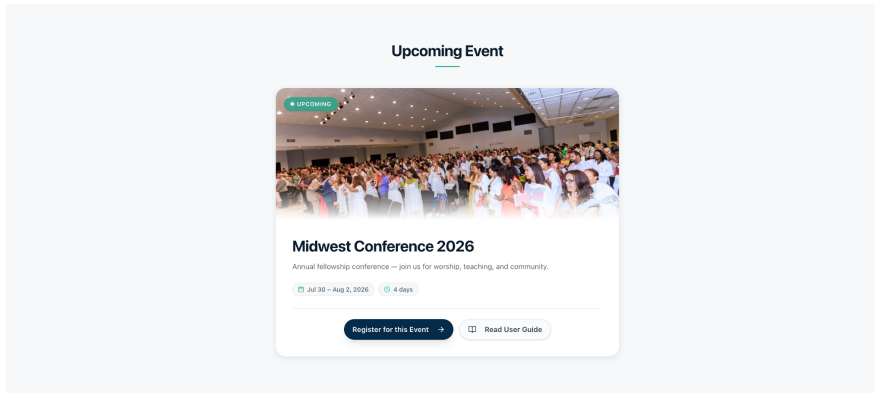 Upcoming Event
UPCOMING
Midwest Conference 2026
Annual fellowship conference — join us for worship, teaching, and community.
Jul 30 – Aug 2, 2026
4 days
Register for this Event →
Read User Guide